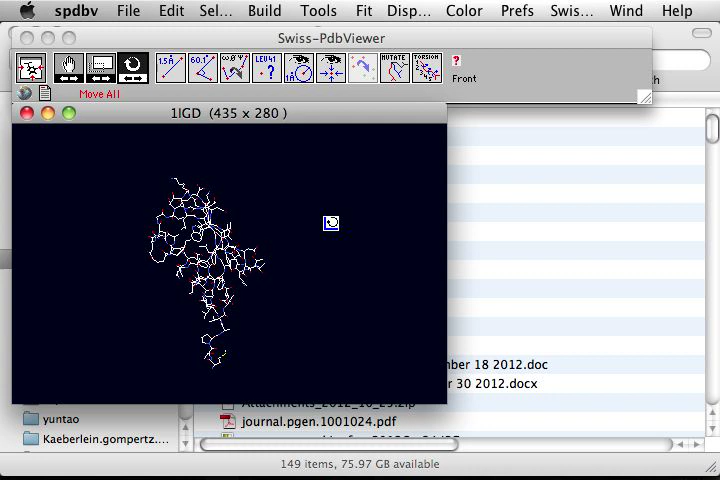 spdbv File Edit Sel... Build Tools Fit Disp... Color Prefs Swis... Wind Help
Swiss-PdbViewer
1.5Å 60.1° ω,Φ Ψ LEU41 ? 1Å MUTATE TORSION ? Front
Move All
1IGD (435 x 280 )
ber 18 2012.doc
r 30 2012.docx
yuntao
journal.pgen.1001024.pdf
Kaeberlein.gompertz....
149 items, 75.97 GB available